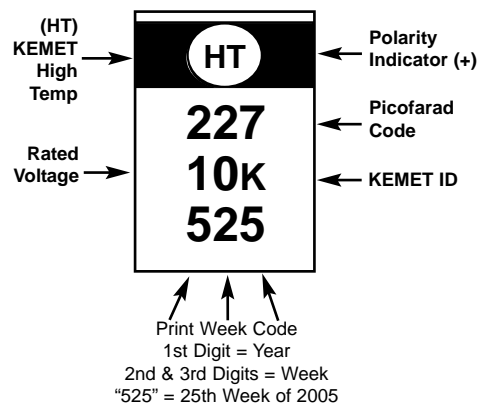 (HT)
KEMET
High
Temp
HT
Polarity
Indicator (+)
227
Picofarad
Code
Rated
Voltage
10K
KEMET ID
525
Print Week Code
1st Digit = Year
2nd & 3rd Digits = Week
“525” = 25th Week of 2005